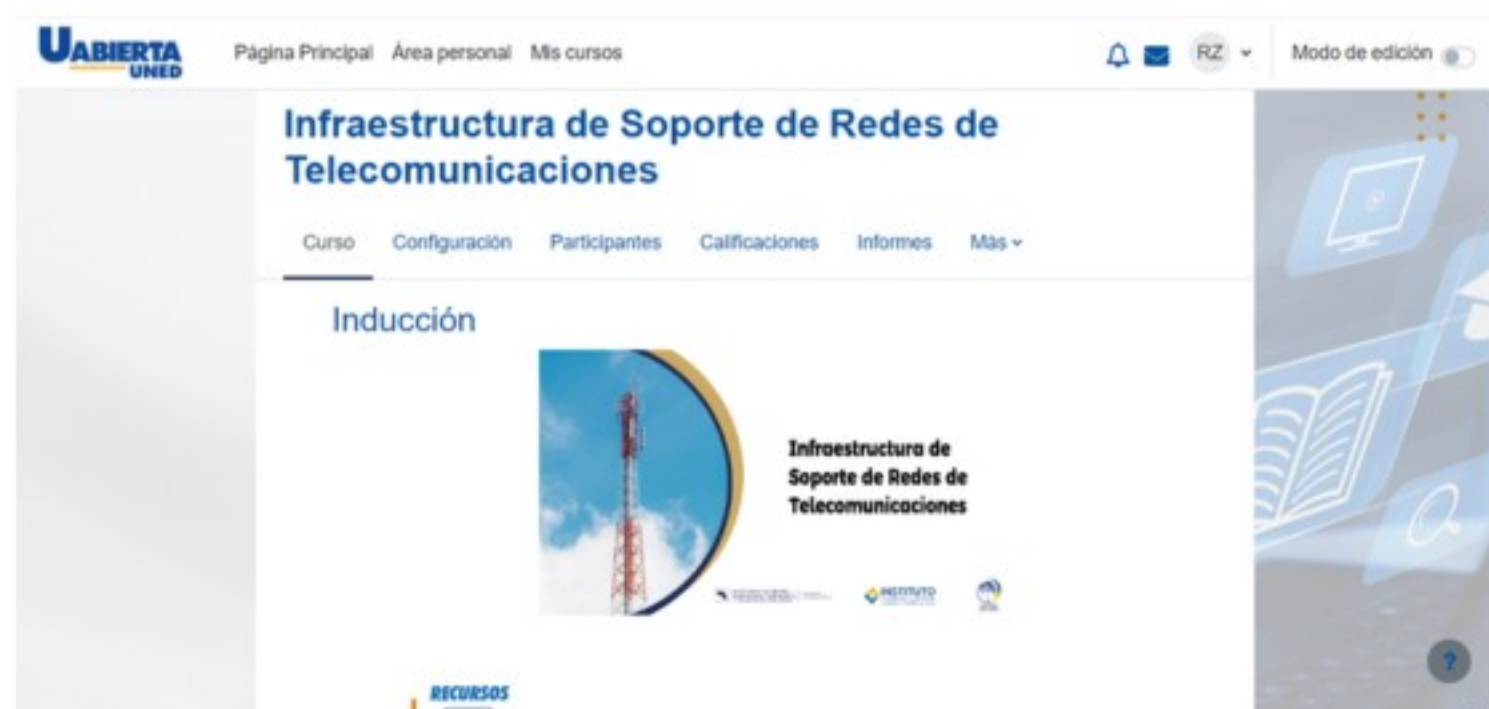 UABIERTA
UNED
Página Principal Área personal Mis cursos
RZ
Modo de edición
Infraestructura de Soporte de Redes de
Telecomunicaciones
Curso Configuración Participantes Calificaciones Informes Más
Inducción
Infraestructura de
Soporte de Redes de
Telecomunicaciones
INSTITUTO
RECURSOS
?